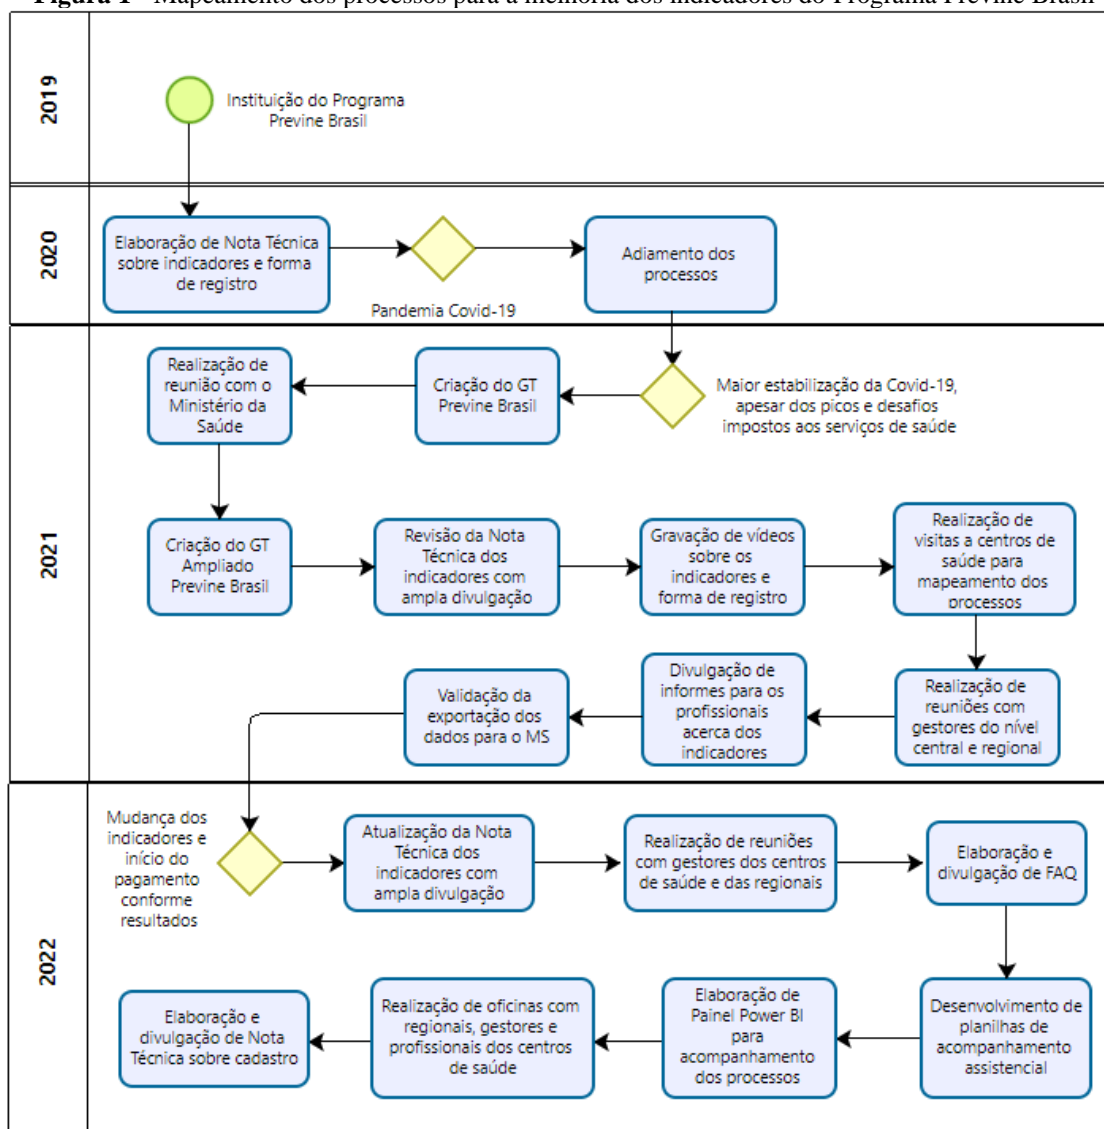 Figura 1 - Mapeamento dos processos para a memória dos indicadores do Programa Previne Brasil
2019
Instituição do Programa
Previne Brasil
2020
Elaboração de Nota Técnica
sobre indicadores e forma
de registro
Pandemia Covid-19
Adiamento dos
processos
2021
Maior estabilização da Covid-19,
apesar dos picos e desafios
impostos aos serviços de saúde
Criação do GT
Previne Brasil
Realização de
reunião com o
Ministério da
Saúde
Criação do GT
Ampliado
Previne Brasil
Revisão da Nota
Técnica dos
indicadores com
ampla divulgação
Gravação de vídeos
sobre os
indicadores e
forma de registro
Realização de
visitas a centros de
saúde para
mapeamento dos
processos
Realização de
reuniões com
gestores do nível
central e regional
Divulgação de
informes para os
profissionais
acerca dos
indicadores
Validação da
exportação dos
dados para o MS
2022
Mudança dos
indicadores e
início do
pagamento
conforme
resultados
Atualização da Nota
Técnica dos
indicadores com
ampla divulgação
Realização de reuniões
com gestores dos centros
de saúde e das regionais
Elaboração e
divulgação de FAQ
Desenvolvimento de
planilhas de
acompanhamento
assistencial
Elaboração de
Painel Power BI
para
acompanhamento
dos processos
Realização de oficinas com
regionais, gestores e
profissionais dos centros
de saúde
Elaboração e
divulgação de Nota
Técnica sobre cadastro